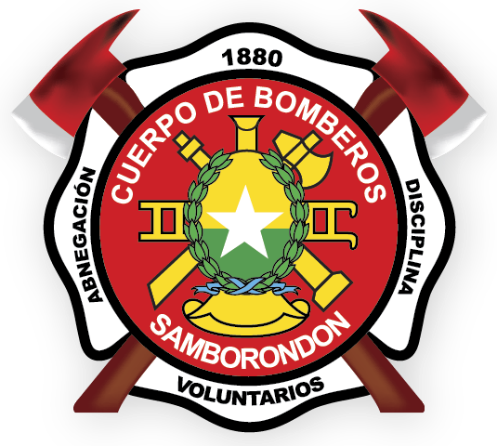 1880
CUERPO DE BOMBEROS
ABNEGACIÓN
DISCIPLINA
SAMBORONDON
VOLUNTARIOS